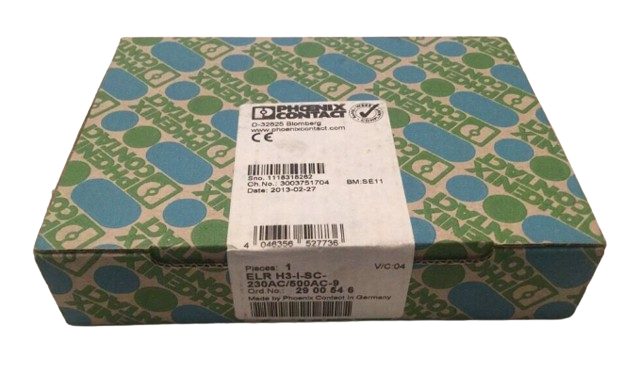 PHŒNIX
CONTACT
D-32825 Blomberg
www.phoenixcontact.com
CE
Sno. 1118318262
Ch.No.: 3003751704 BM:SE11
Date: 2013-02-27
4 046356 527736
Pieces: 1 V/C:04
ELR H3-I-SC-
230AC/500AC-9
Ord No.: 29 00 54 6
Made by Phoenix Contact in Germany